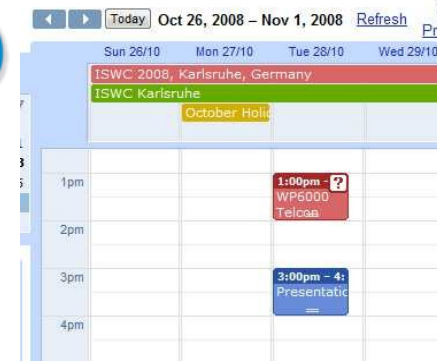 Today Oct 26, 2008 – Nov 1, 2008 Refresh
Pr
Sun 26/10 Mon 27/10 Tue 28/10 Wed 29/10
ISWC 2008, Karlsruhe, Germany
ISWC Karlsruhe
October Holid
1pm
1:00pm - ?
WP6000
Telcon
2pm
3pm
3:00pm – 4:
Presentatic
4pm